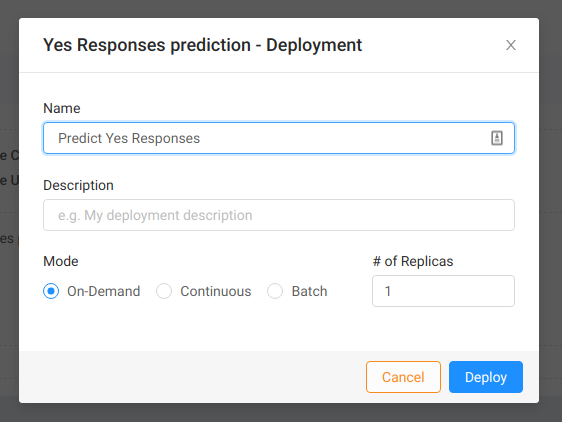 Yes Responses prediction - Deployment
Name
Predict Yes Responses
Description
e.g. My deployment description
Mode
# of Replicas
On-Demand
Continuous
Batch
1
Cancel
Deploy
e C
e U
es